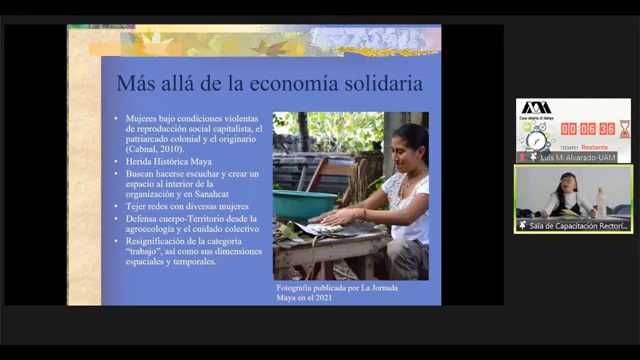 Más allá de la economía solidaria
• Mujeres bajo condiciones violentas
de reproducción social capitalista, el
patriarcado colonial y el originario
(Cabnal, 2010).
• Herida Histórica Maya
• Buscan hacerse escuchar y crear un
espacio al interior de la
organización y en Sanahcat
• Tejer redes con diversas mujeres
• Defensa cuerpo-Territorio desde la
agroecología y el cuidado colectivo
• Resignificación de la categoría
"trabajo", así como sus dimensiones
espaciales y temporales.
Fotografía publicada por La Jornada
Maya en el 2021
Casa abierta al tiempo
00:06:36
TIEMPO Restante
Luis M. Alvarado-UAM
Sala de Capacitación Rectorí...